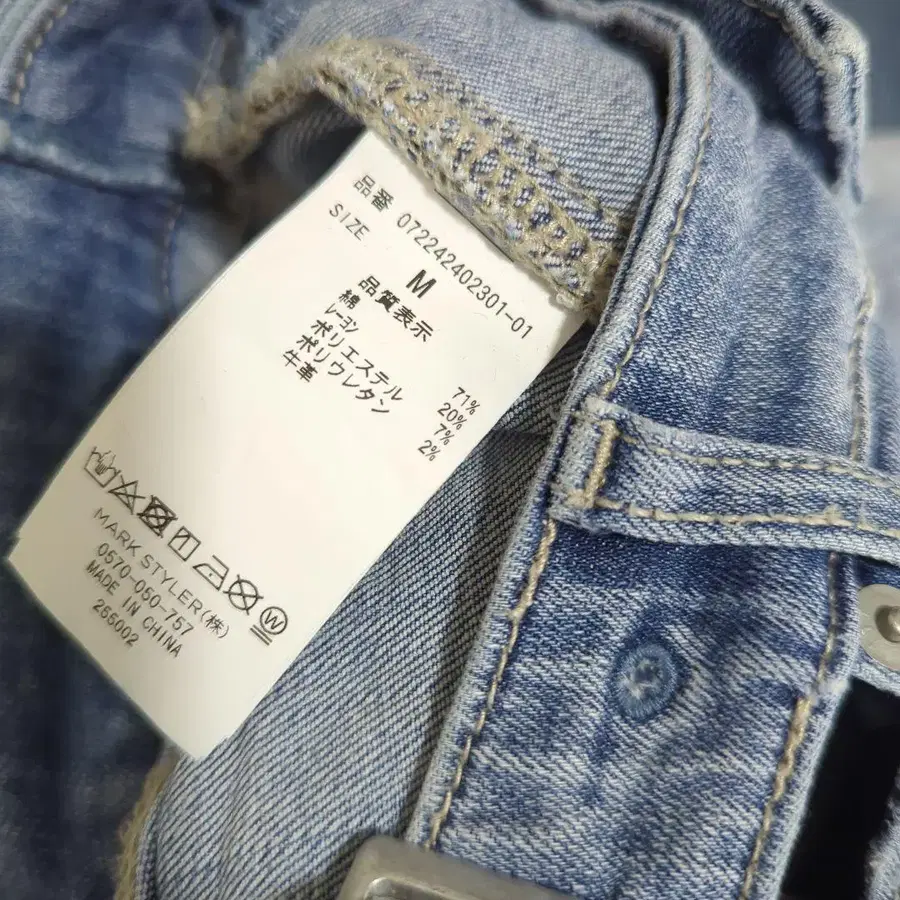 品番 072242402301-01
SIZE M
品質表示
綿 71%
レーヨン 20%
ポリエステル 7%
ポリウレタン 2%
牛革
MARK STYLER(株)
0570-050-757
MADE IN CHINA
266002